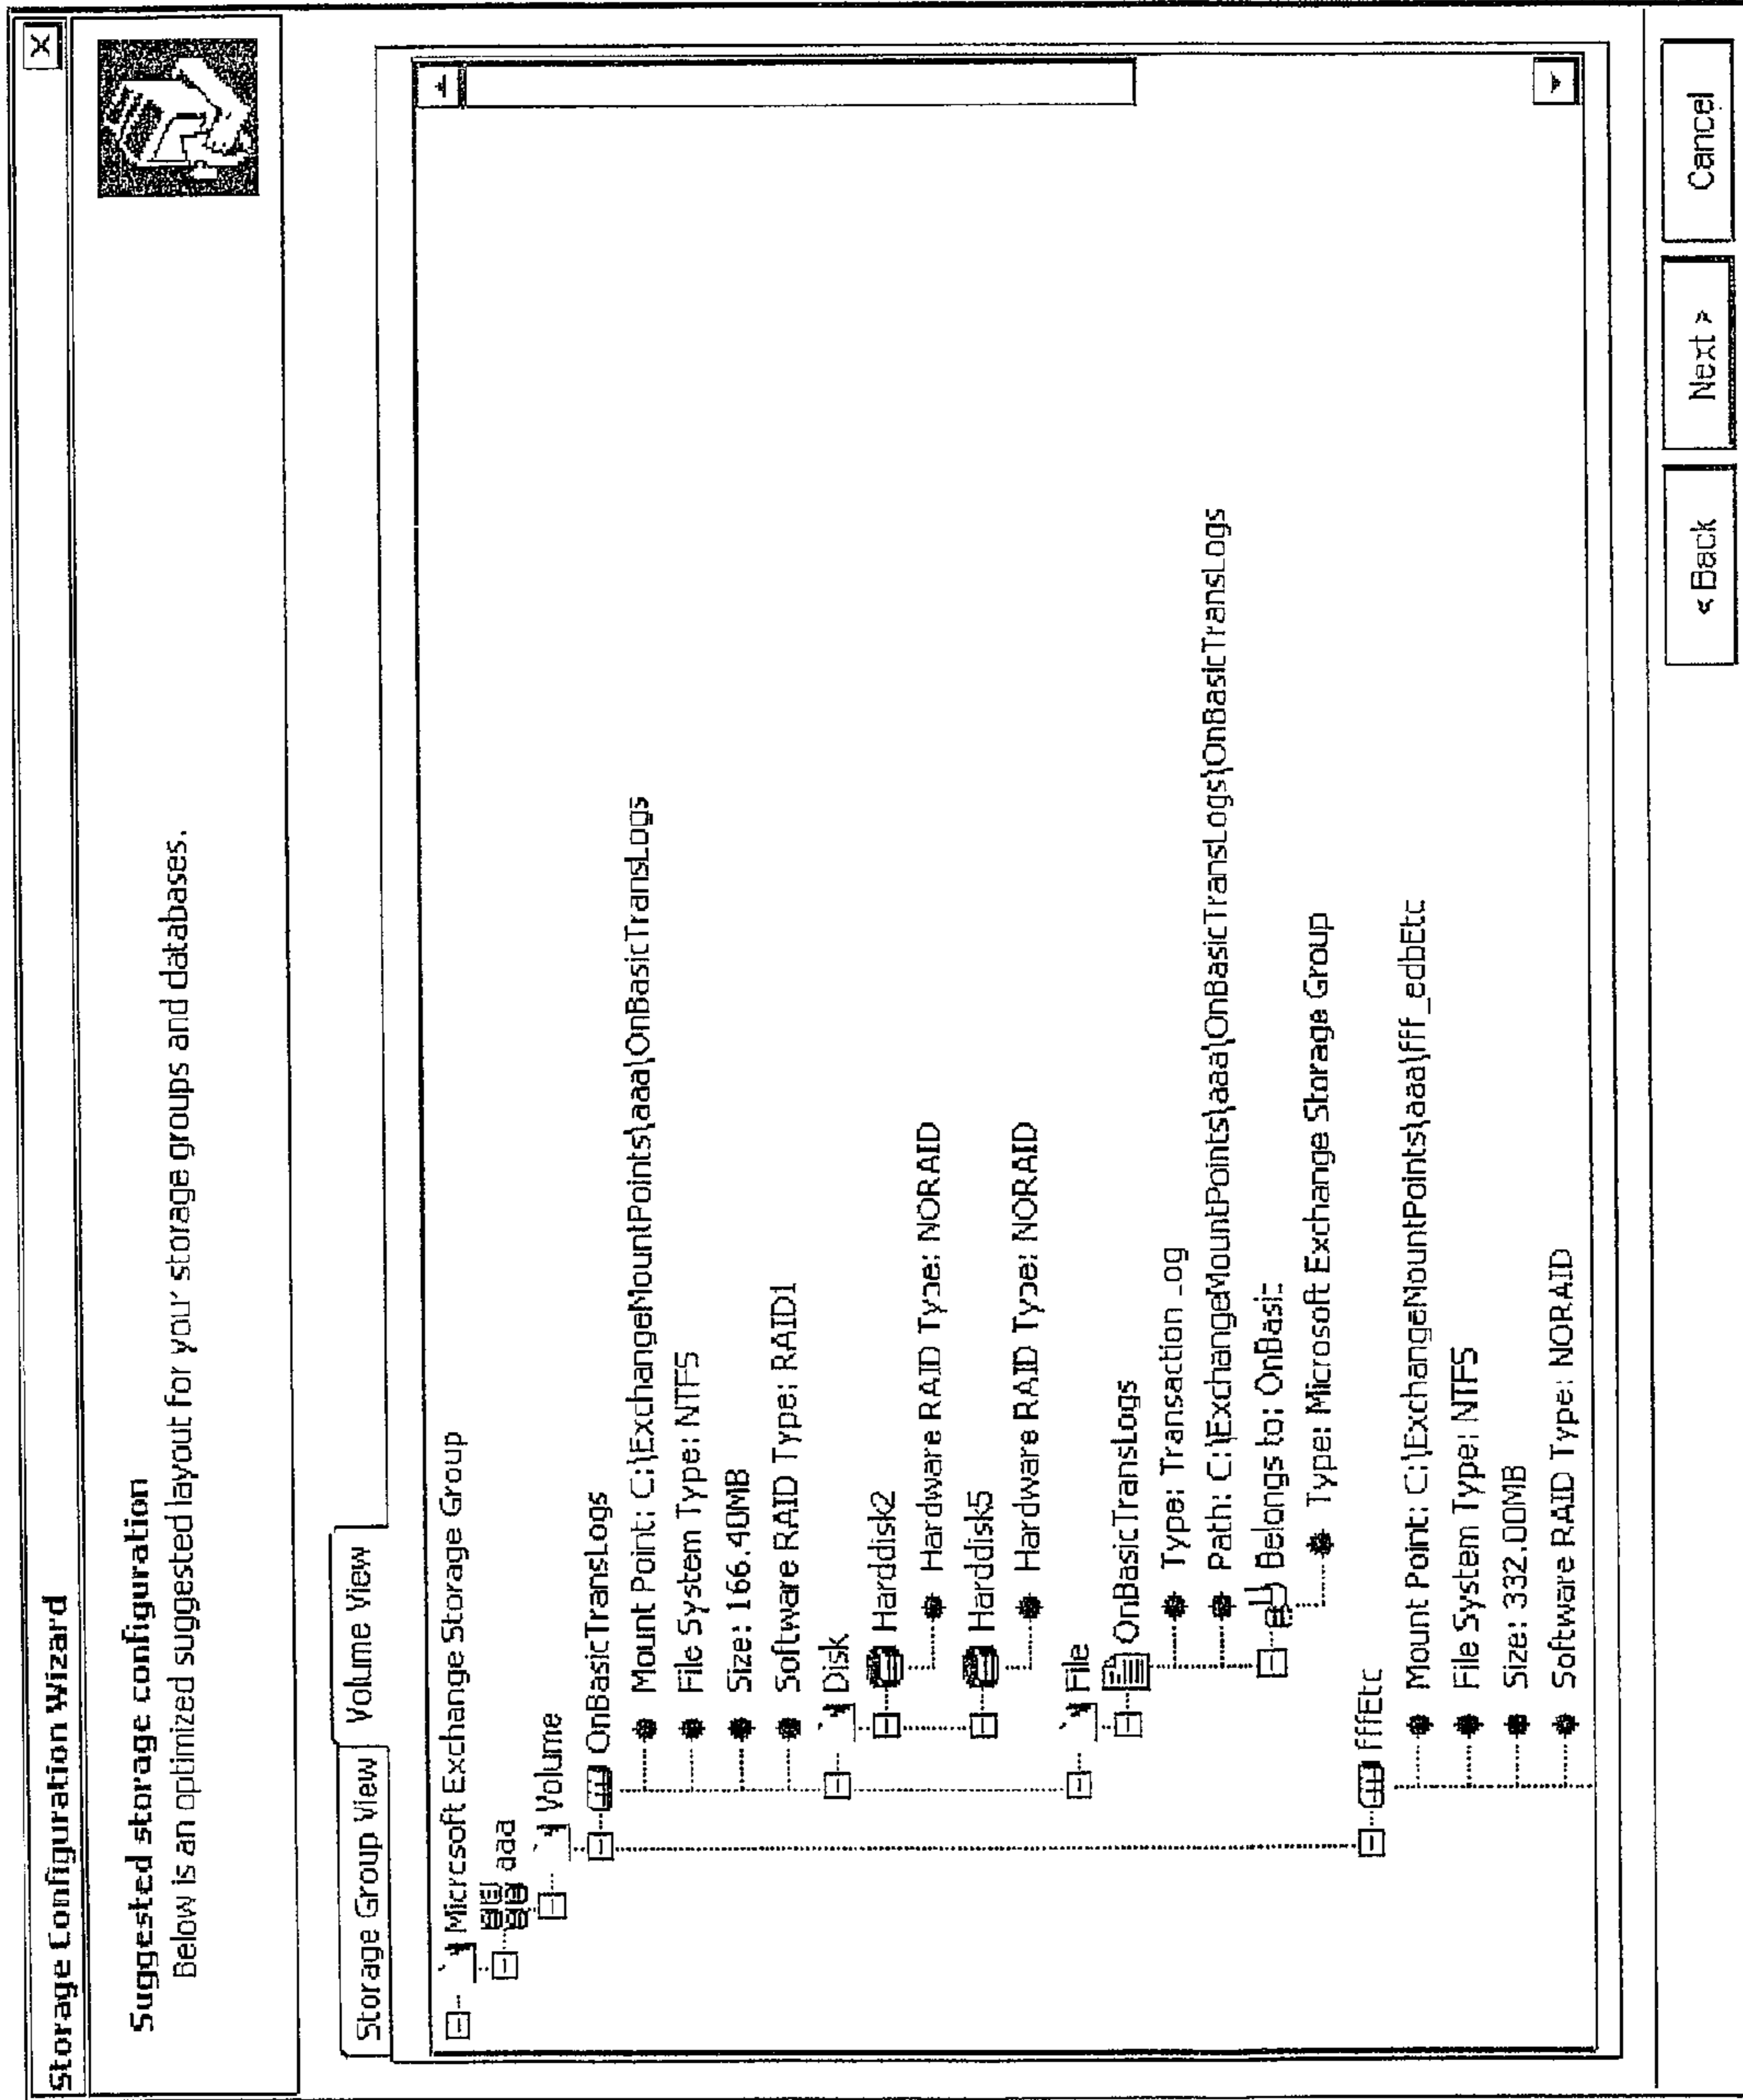 Storage Configuration Wizard
X
Suggested storage configuration
Below is an optimized suggested layout for your storage groups and databases.
Storage Group View
Volume View
Microsoft Exchange Storage Group
aaa
Volume
OnBasicTransLogs
Mount Point: C:\ExchangeMountPoints\aaa\OnBasicTransLogs
File System Type: NTFS
Size: 166.40MB
Software RAID Type: RAID1
Disk
Harddisk2
Hardware RAID Type: NORAID
Harddisk5
Hardware RAID Type: NORAID
File
OnBasicTransLogs
Type: Transaction Log
Path: C:\ExchangeMountPoints\aaa\OnBasicTransLogs\OnBasicTransLogs
Belongs to: OnBasic
Type: Microsoft Exchange Storage Group
fffEtc
Mount Point: C:\ExchangeMountPoints\aaa\fff_edbEtc
File System Type: NTFS
Size: 332.00MB
Software RAID Type: NORAID
< Back
Next >
Cancel